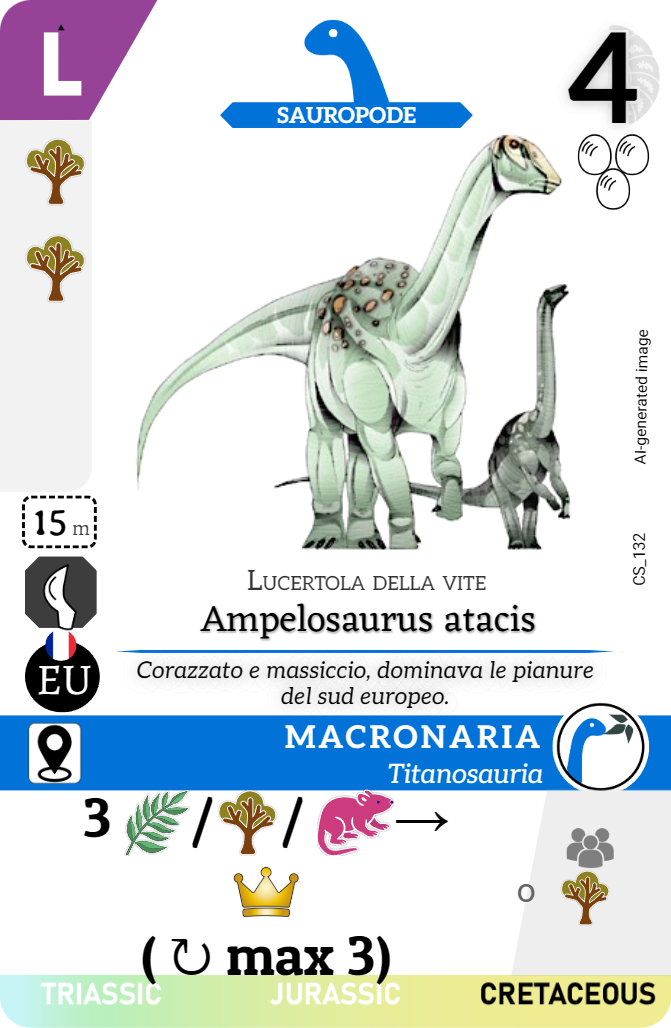 L
SAUROPODE
4
AI-generated image
CS_132
15 m
EU
Lucertola della vite
Ampelosaurus atacis
Corazzato e massiccio, dominava le pianure
del sud europeo.
MACRONARIA
Titanosauria
3 / / →
o
( ↻ max 3)
TRIASSIC JURASSIC CRETACEOUS